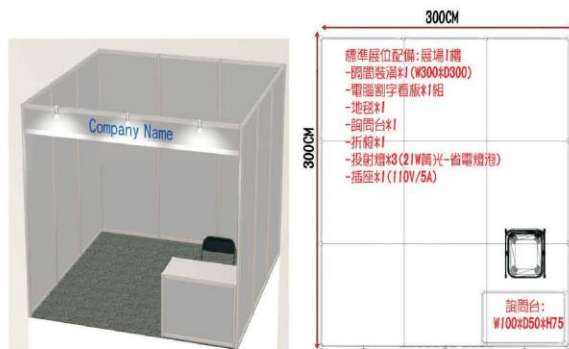 Company Name
300CM
300CM
標準展位配備:展場1樓
-隔間裝潢*1(W300*D300)
-電腦割字看板*1組
-地毯*1
-詢問台*1
-折椅*1
-投射燈*3(21W黃光-省電燈泡)
-插座*1(110V/5A)
詢問台:
W100*D50*H75